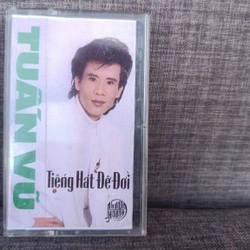 TUẤN VŨ
Tiếng Hát Để Đời